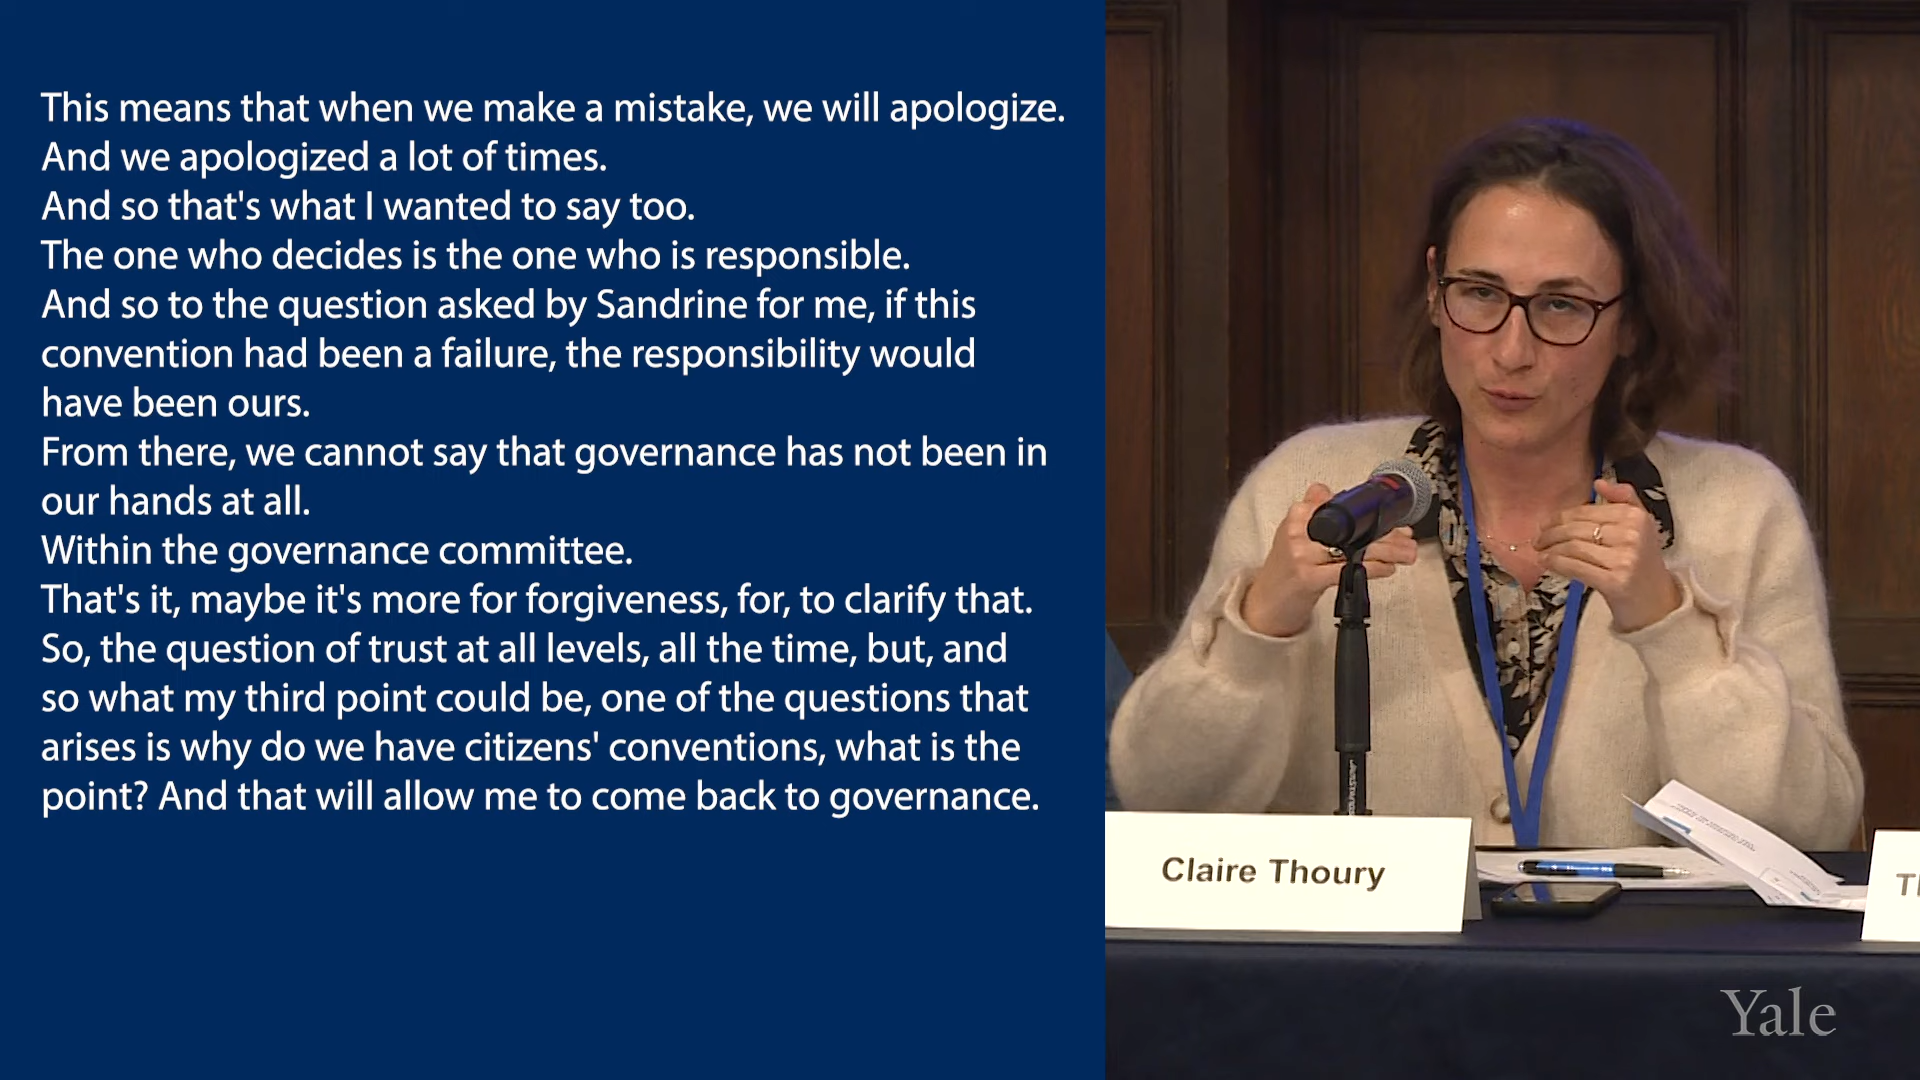 This means that when we make a mistake, we will apologize.
And we apologized a lot of times.
And so that's what I wanted to say too.
The one who decides is the one who is responsible.
And so to the question asked by Sandrine for me, if this
convention had been a failure, the responsibility would
have been ours.
From there, we cannot say that governance has not been in
our hands at all.
Within the governance committee.
That's it, maybe it's more for forgiveness, for, to clarify that.
So, the question of trust at all levels, all the time, but, and
so what my third point could be, one of the questions that
arises is why do we have citizens' conventions, what is the
point? And that will allow me to come back to governance.
Claire Thoury
Yale